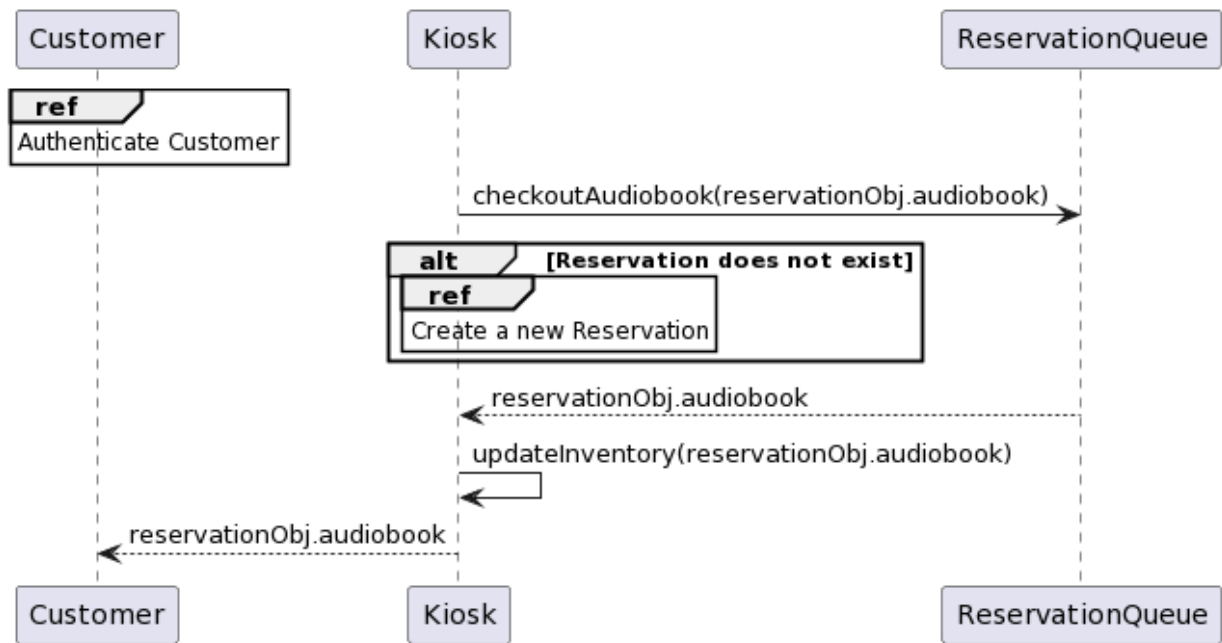 Customer
Kiosk
ReservationQueue
ref
Authenticate Customer
checkoutAudiobook(reservationObj.audiobook)
alt [Reservation does not exist]
ref
Create a new Reservation
reservationObj.audiobook
updateInventory(reservationObj.audiobook)
reservationObj.audiobook
Customer
Kiosk
ReservationQueue